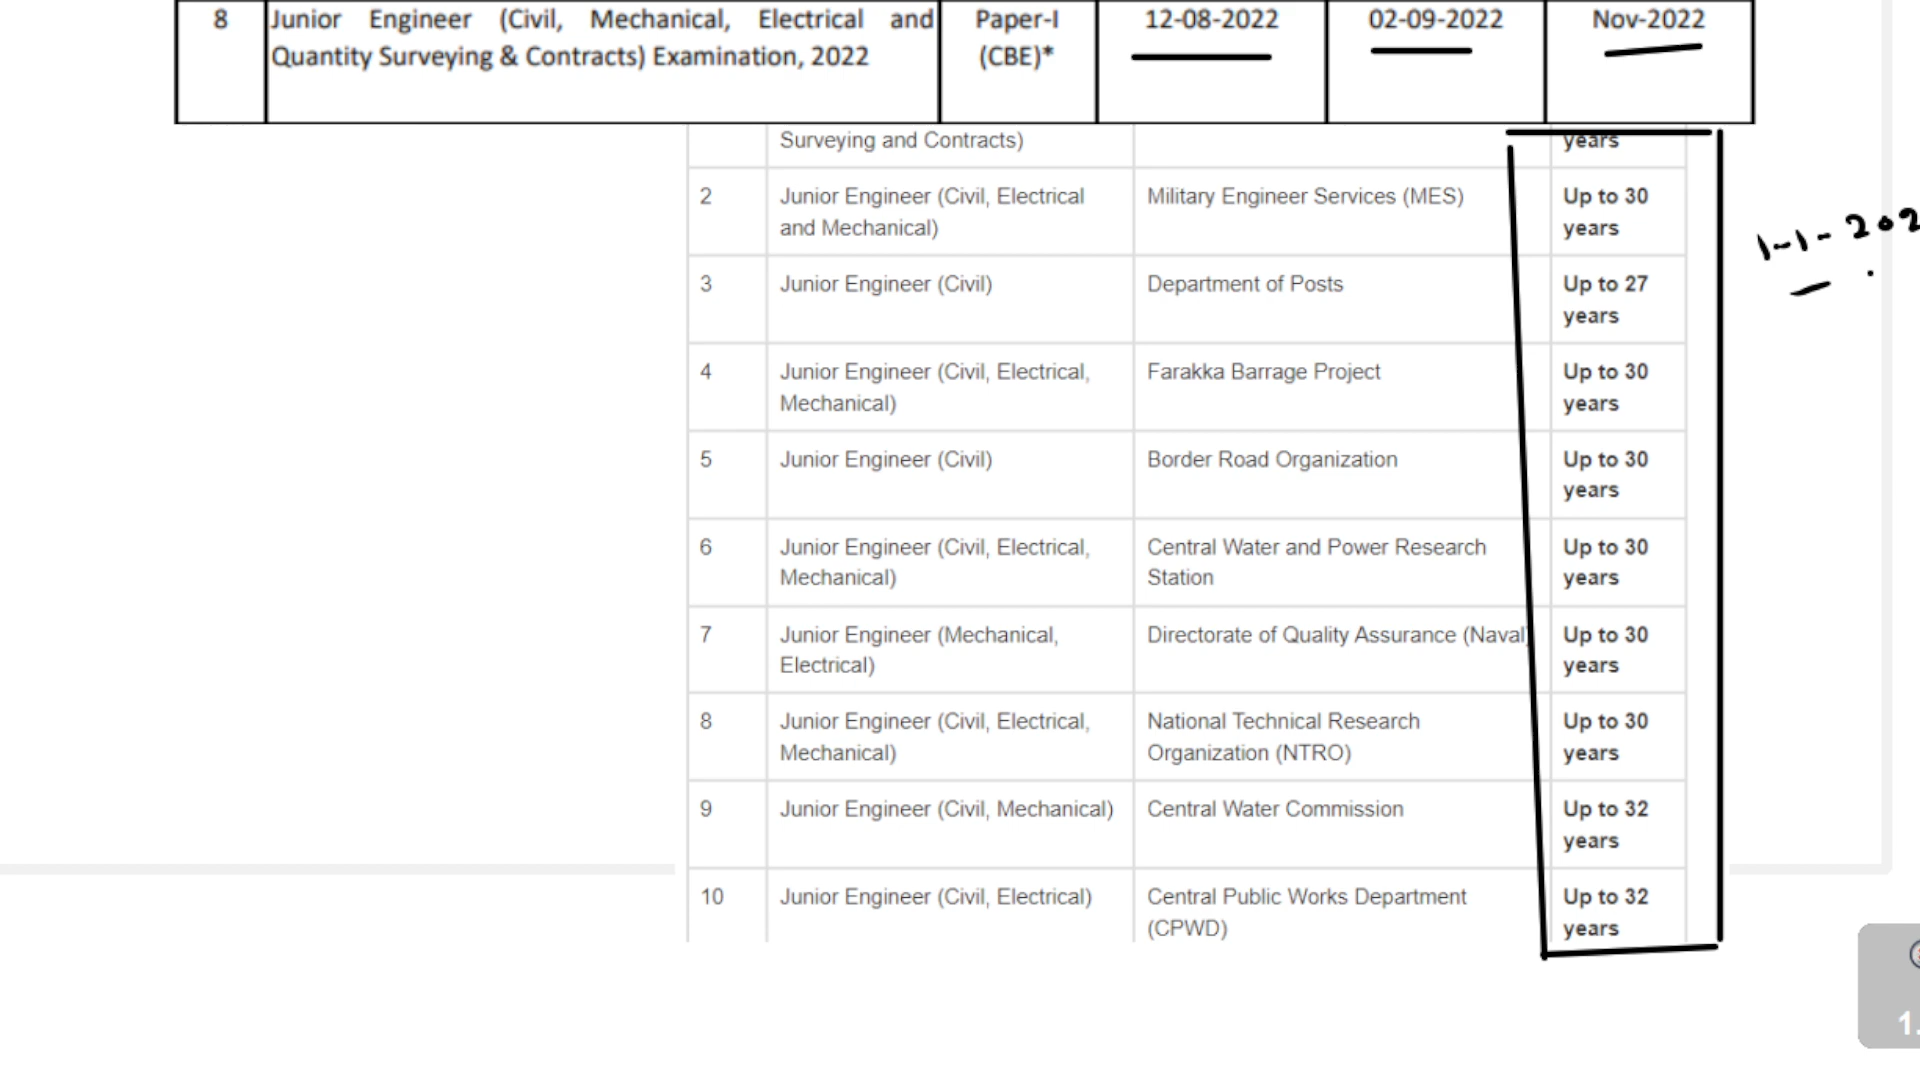 8 Junior Engineer (Civil, Mechanical, Electrical and Paper-I 12-08-2022 02-09-2022 Nov-2022
Quantity Surveying & Contracts) Examination, 2022 (CBE)*
Surveying and Contracts) years
2 Junior Engineer (Civil, Electrical Military Engineer Services (MES) Up to 30
and Mechanical) years
1-1-202
3 Junior Engineer (Civil) Department of Posts Up to 27
years
4 Junior Engineer (Civil, Electrical, Farakka Barrage Project Up to 30
Mechanical) years
5 Junior Engineer (Civil) Border Road Organization Up to 30
years
6 Junior Engineer (Civil, Electrical, Central Water and Power Research Up to 30
Mechanical) Station years
7 Junior Engineer (Mechanical, Directorate of Quality Assurance (Naval) Up to 30
Electrical) years
8 Junior Engineer (Civil, Electrical, National Technical Research Up to 30
Mechanical) Organization (NTRO) years
9 Junior Engineer (Civil, Mechanical) Central Water Commission Up to 32
years
10 Junior Engineer (Civil, Electrical) Central Public Works Department Up to 32
(CPWD) years
1.